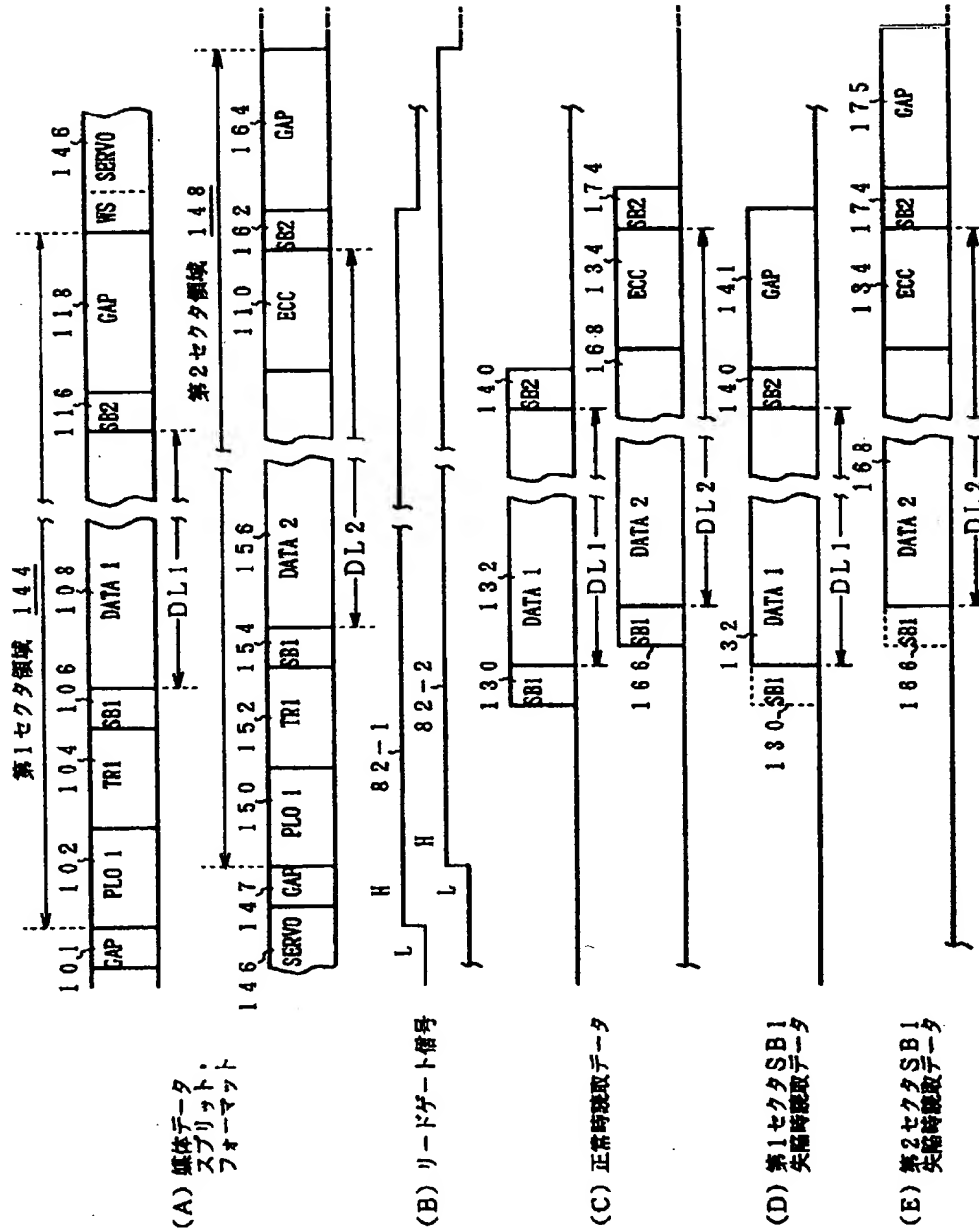 (A) 媒体データ
スプリット・
フォーマット
第1セクタ領域 144
101 102 104 106 108 116 118 146
GAP PLO 1 TR1 SB1 DATA 1 SB2 GAP WS SERVO
DL1
第2セクタ領域 148
146 147 150 152 154 156 110 162 164
SERVO GAP PLO 1 TR1 SB1 DATA 2 ECC SB2 GAP
DL2
(B) リードゲート信号
L H 82-1
L H 82-2
(C) 正常時読取データ
130 132 140
SB1 DATA 1 SB2
DL1
166 168 134 174
SB1 DATA 2 ECC SB2
DL2
(D) 第1セクタSB1
失陥時読取データ
130 132 140 141
SB1 DATA 1 SB2 GAP
DL1
(E) 第2セクタSB1
失陥時読取データ
166 168 134 174 175
SB1 DATA 2 ECC SB2 GAP
DL2